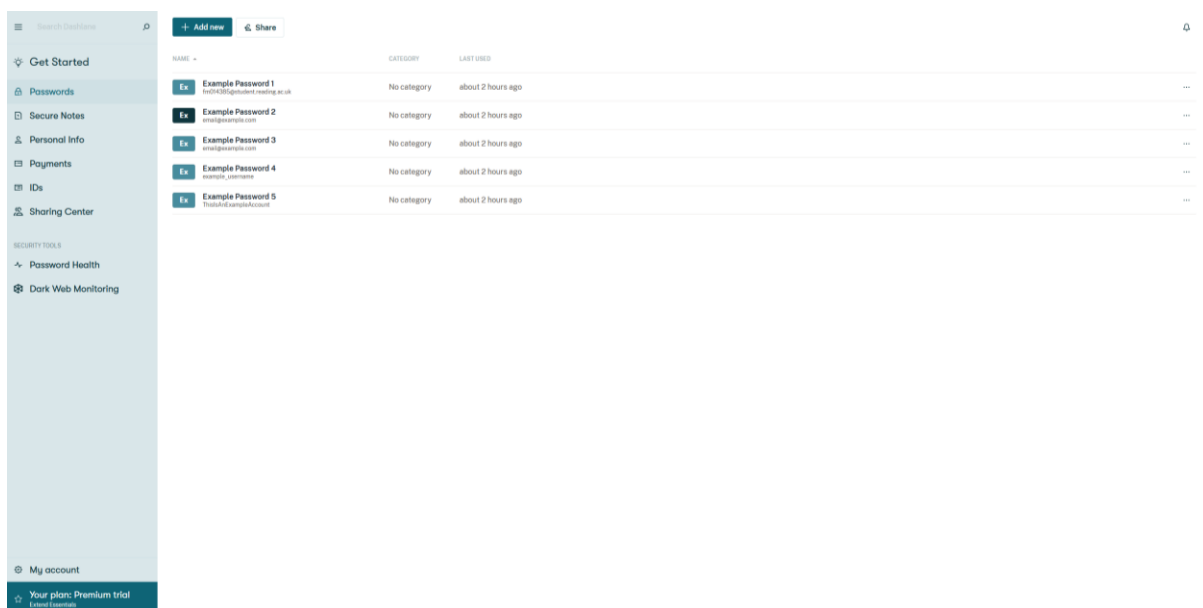 Search Dashlane
Add new
Share
Get Started
NAME
CATEGORY
LAST USED
Passwords
Ex
Example Password 1
No category
about 2 hours ago
Secure Notes
Ex
Example Password 2
email@example.com
No category
about 2 hours ago
Personal Info
Ex
Example Password 3
email@example.com
No category
about 2 hours ago
Payments
Ex
Example Password 4
example_username
No category
about 2 hours ago
IDs
Ex
Example Password 5
ThisIsAnExampleAccount
No category
about 2 hours ago
Sharing Center
SECURITY TOOLS
Password Health
Dark Web Monitoring
My account
Your plan: Premium trial
Extend Essentials